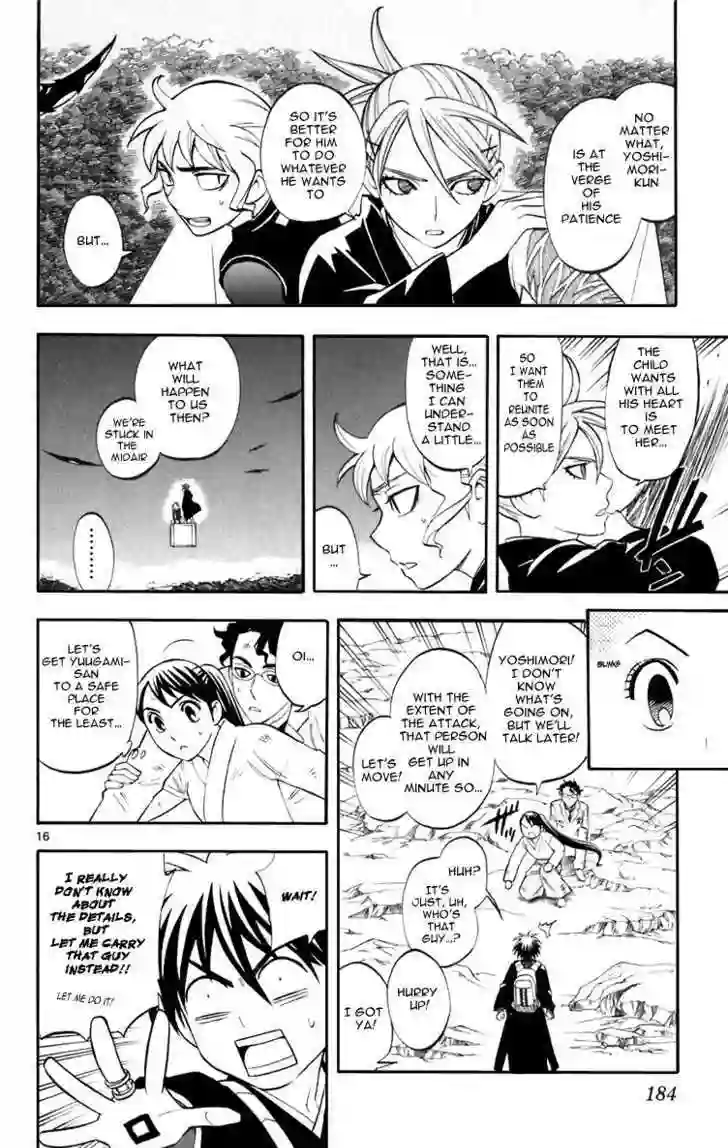 NO
MATTER
WHAT,
YOSHI-
MORI-
KUN
IS AT
THE
VERGE
OF
HIS
PATIENCE
SO IT'S
BETTER
FOR HIM
TO DO
WHATEVER
HE WANTS
TO
BUT...
THE
CHILD
WANTS
WITH ALL
HIS HEART
IS
TO MEET
HER...
SO
I WANT
THEM
TO
REUNITE
AS SOON
AS
POSSIBLE
WELL,
THAT IS...
SOME-
THING
I CAN
UNDER-
STAND
A LITTLE...
BUT
...
WHAT
WILL
HAPPEN
TO US
THEN?
WE'RE
STUCK IN
THE
MIDAIR
.......
YOSHIMORI!
I DON'T
KNOW
WHAT'S
GOING ON,
BUT WE'LL
TALK LATER!
WITH THE
EXTENT OF
THE ATTACK,
THAT PERSON
WILL
GET UP IN
ANY
MINUTE SO...
LET'S
MOVE!
HUH?
IT'S
JUST, UH,
WHO'S
THAT
GUY...?
HURRY
UP!
I GOT
YA!
OI...
LET'S
GET YUUGAMI-
SAN
TO A SAFE
PLACE
FOR
THE LEAST...
16
WAIT!
I REALLY
DON'T KNOW
ABOUT
THE DETAILS,
BUT
LET ME CARRY
THAT GUY
INSTEAD!!
LET ME DO IT!
184